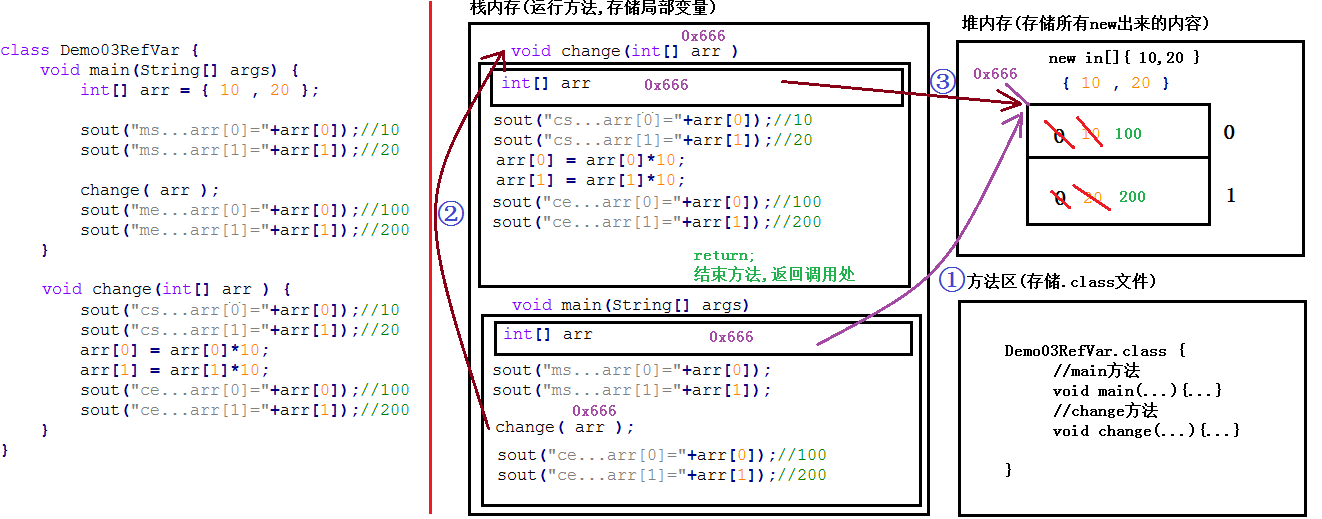 class Demo03RefVar {
void main(String[] args) {
int[] arr = { 10 , 20 };
sout("ms...arr[0]="+arr[0]);//10
sout("ms...arr[1]="+arr[1]);//20
change( arr );
sout("me...arr[0]="+arr[0]);//100
sout("me...arr[1]="+arr[1]);//200
}
void change(int[] arr ) {
sout("cs...arr[0]="+arr[0]);//10
sout("cs...arr[1]="+arr[1]);//20
arr[0] = arr[0]*10;
arr[1] = arr[1]*10;
sout("ce...arr[0]="+arr[0]);//100
sout("ce...arr[1]="+arr[1]);//200
}
}
栈内存(运行方法,存储局部变量)
0x666
void change(int[] arr )
int[] arr 0x666
sout("cs...arr[0]="+arr[0]);//10
sout("cs...arr[1]="+arr[1]);//20
arr[0] = arr[0]*10;
arr[1] = arr[1]*10;
sout("ce...arr[0]="+arr[0]);//100
sout("ce...arr[1]="+arr[1]);//200
②
return;
结束方法,返回调用处
void main(String[] args)
int[] arr 0x666
sout("ms...arr[0]="+arr[0]);
sout("ms...arr[1]="+arr[1]);
0x666
change( arr );
sout("ce...arr[0]="+arr[0]);//100
sout("ce...arr[1]="+arr[1]);//200
堆内存(存储所有new出来的内容)
new in[]{ 10,20 }
③ 0x666 { 10 , 20 }
0 10 100 0
0 20 200 1
① 方法区(存储.class文件)
Demo03RefVar.class {
//main方法
void main(...){...}
//change方法
void change(...){...}
}